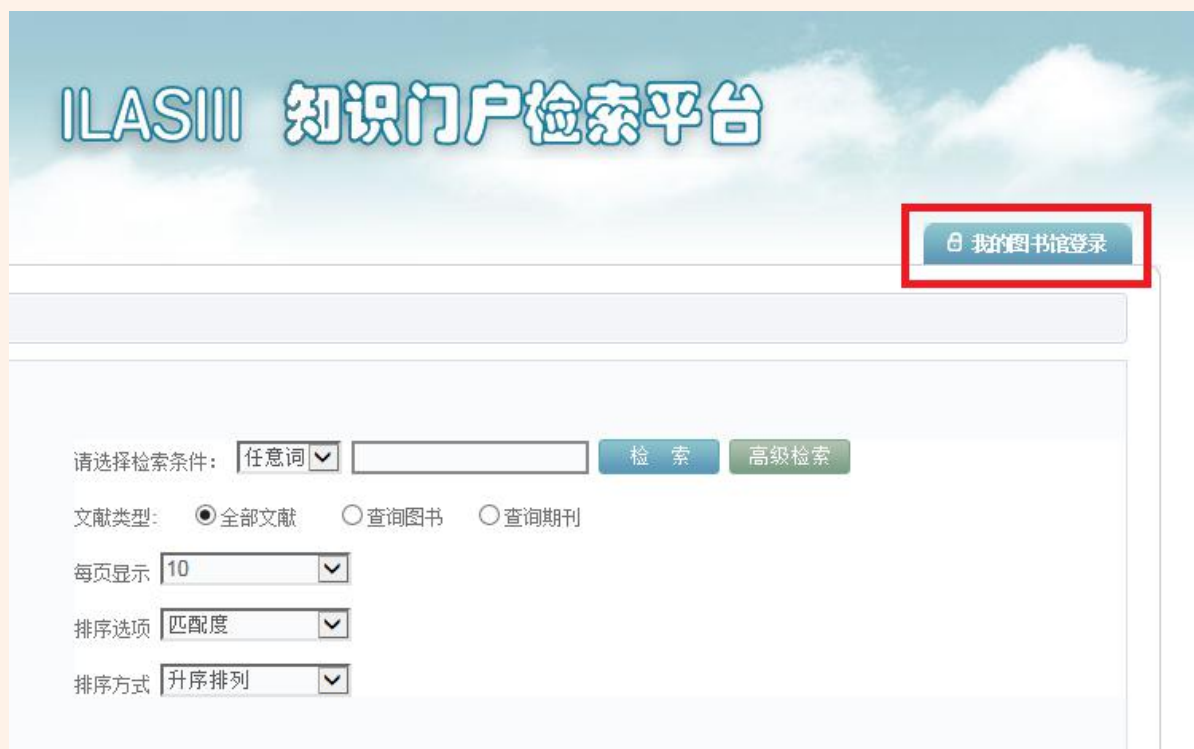 ILASIII 知识门户检索平台
我的图书馆登录
请选择检索条件: 任意词 检 索 高级检索
文献类型: 全部文献 查询图书 查询期刊
每页显示 10
排序选项 匹配度
排序方式 升序排列